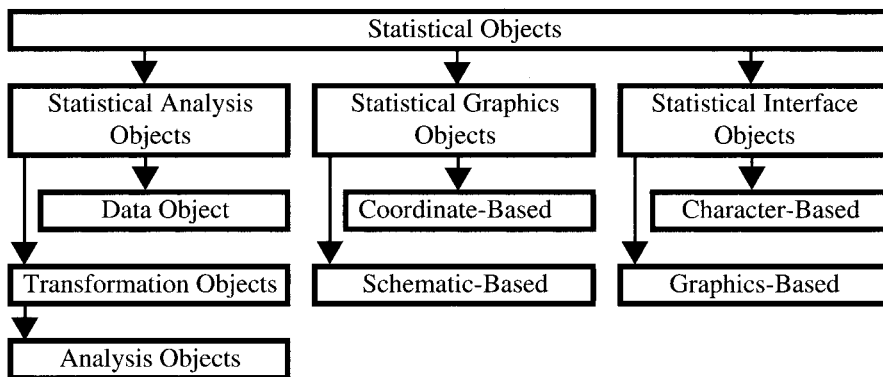 Statistical Objects
Statistical Analysis
Objects
Statistical Graphics
Objects
Statistical Interface
Objects
Data Object
Coordinate-Based
Character-Based
Transformation Objects
Schematic-Based
Graphics-Based
Analysis Objects